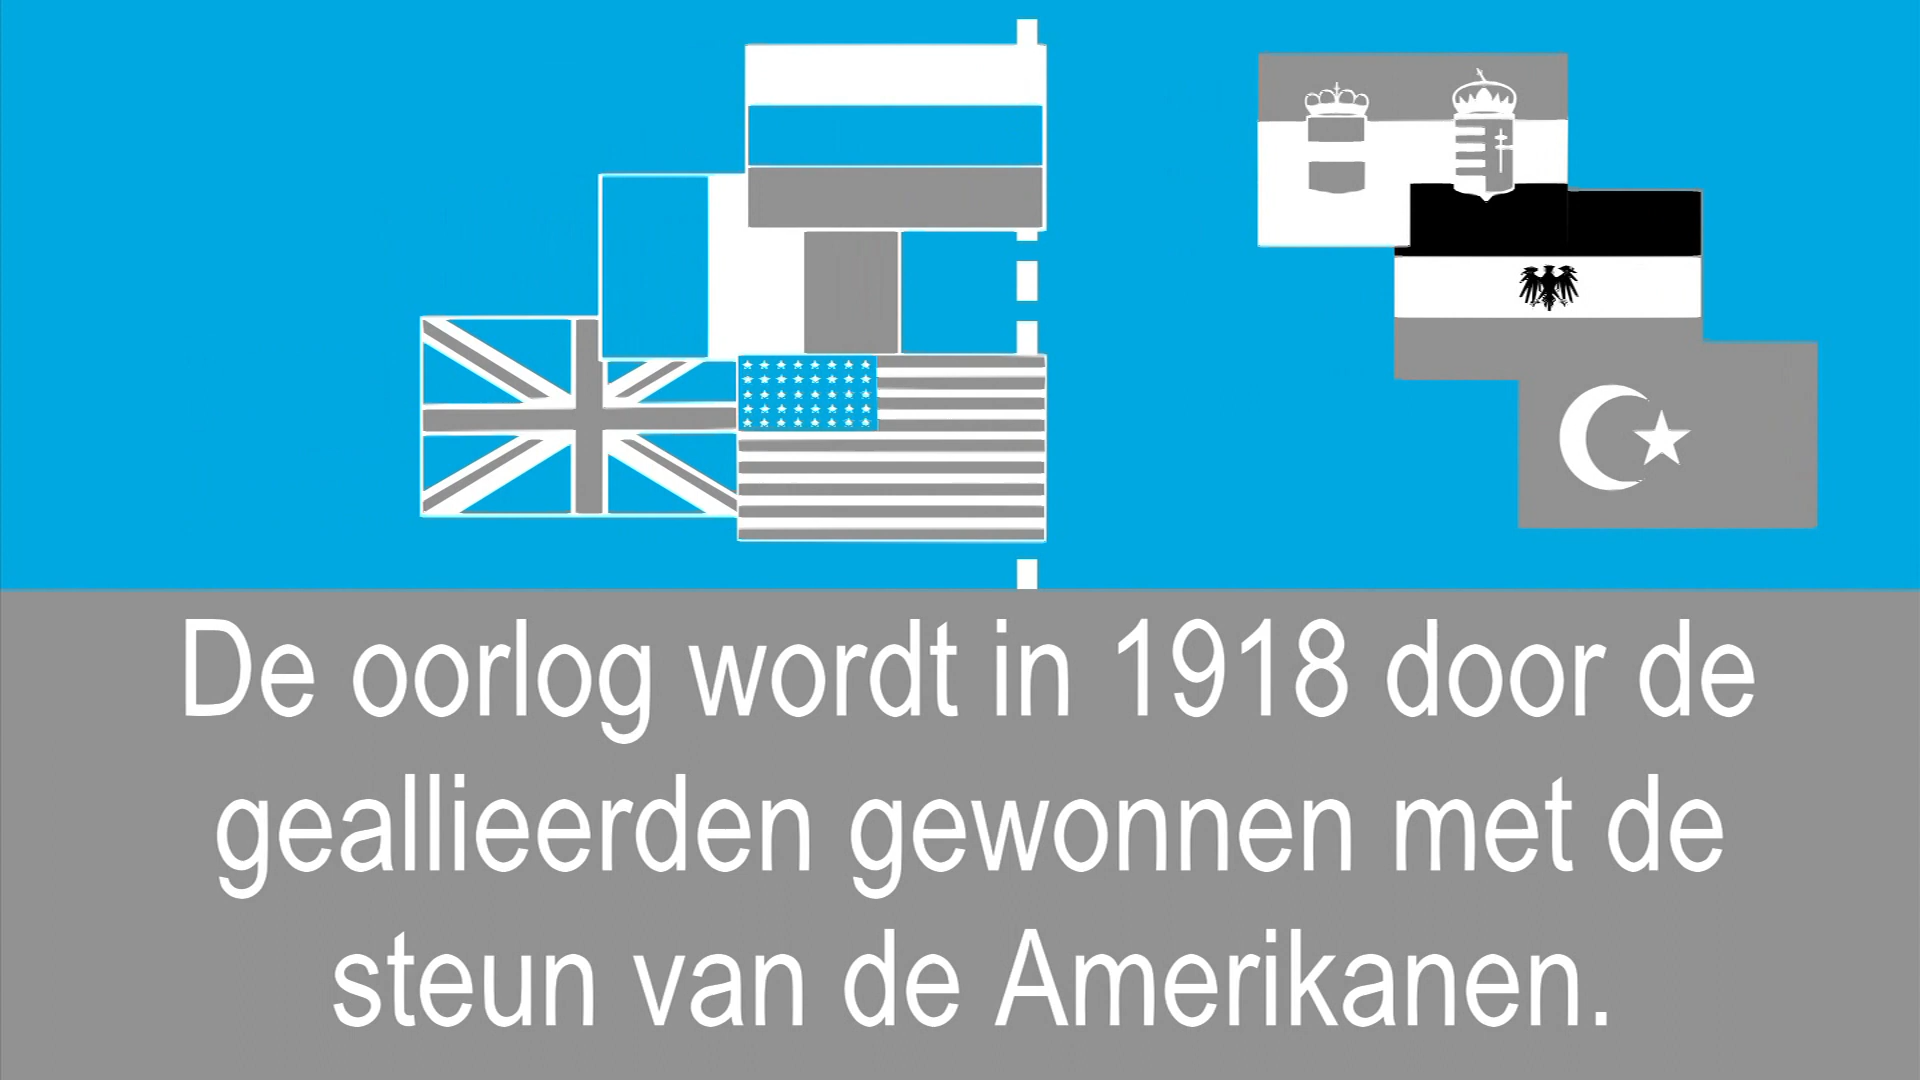 De oorlog wordt in 1918 door de
geallieerden gewonnen met de
steun van de Amerikanen.